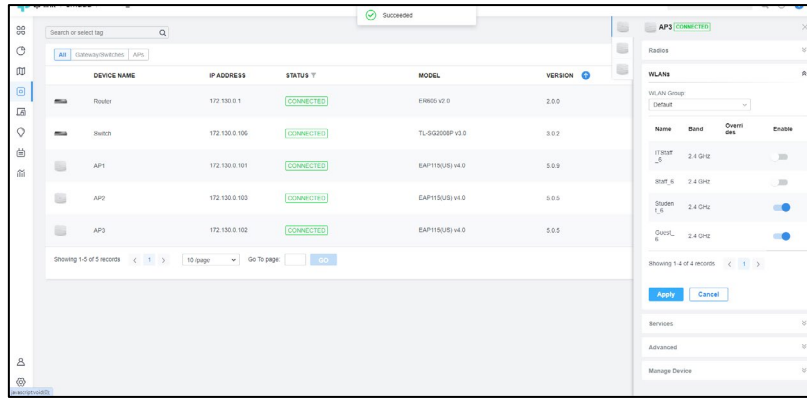 Succeeded
Search or select tag
All Gateway/Switches APs
DEVICE NAME IP ADDRESS STATUS MODEL VERSION
Router 172.130.0.1 CONNECTED ER605 v2.0 2.0.0
Switch 172.130.0.106 CONNECTED TL-SG2008P v3.0 3.0.2
AP1 172.130.0.101 CONNECTED EAP115(US) v4.0 5.0.9
AP2 172.130.0.103 CONNECTED EAP115(US) v4.0 5.0.5
AP3 172.130.0.102 CONNECTED EAP115(US) v4.0 5.0.5
Showing 1-5 of 5 records < 1 > 10 /page Go To page: GO
AP3 CONNECTED
Radios
WLANs
WLAN Group
Default
Name Band Overri
des Enable
ITStaff
_6 2.4 GHz
Staff_6 2.4 GHz
Studen
t_6 2.4 GHz
Guest_
6 2.4 GHz
Showing 1-4 of 4 records < 1 >
Apply Cancel
Services
Advanced
Manage Device
javascript:void(0);